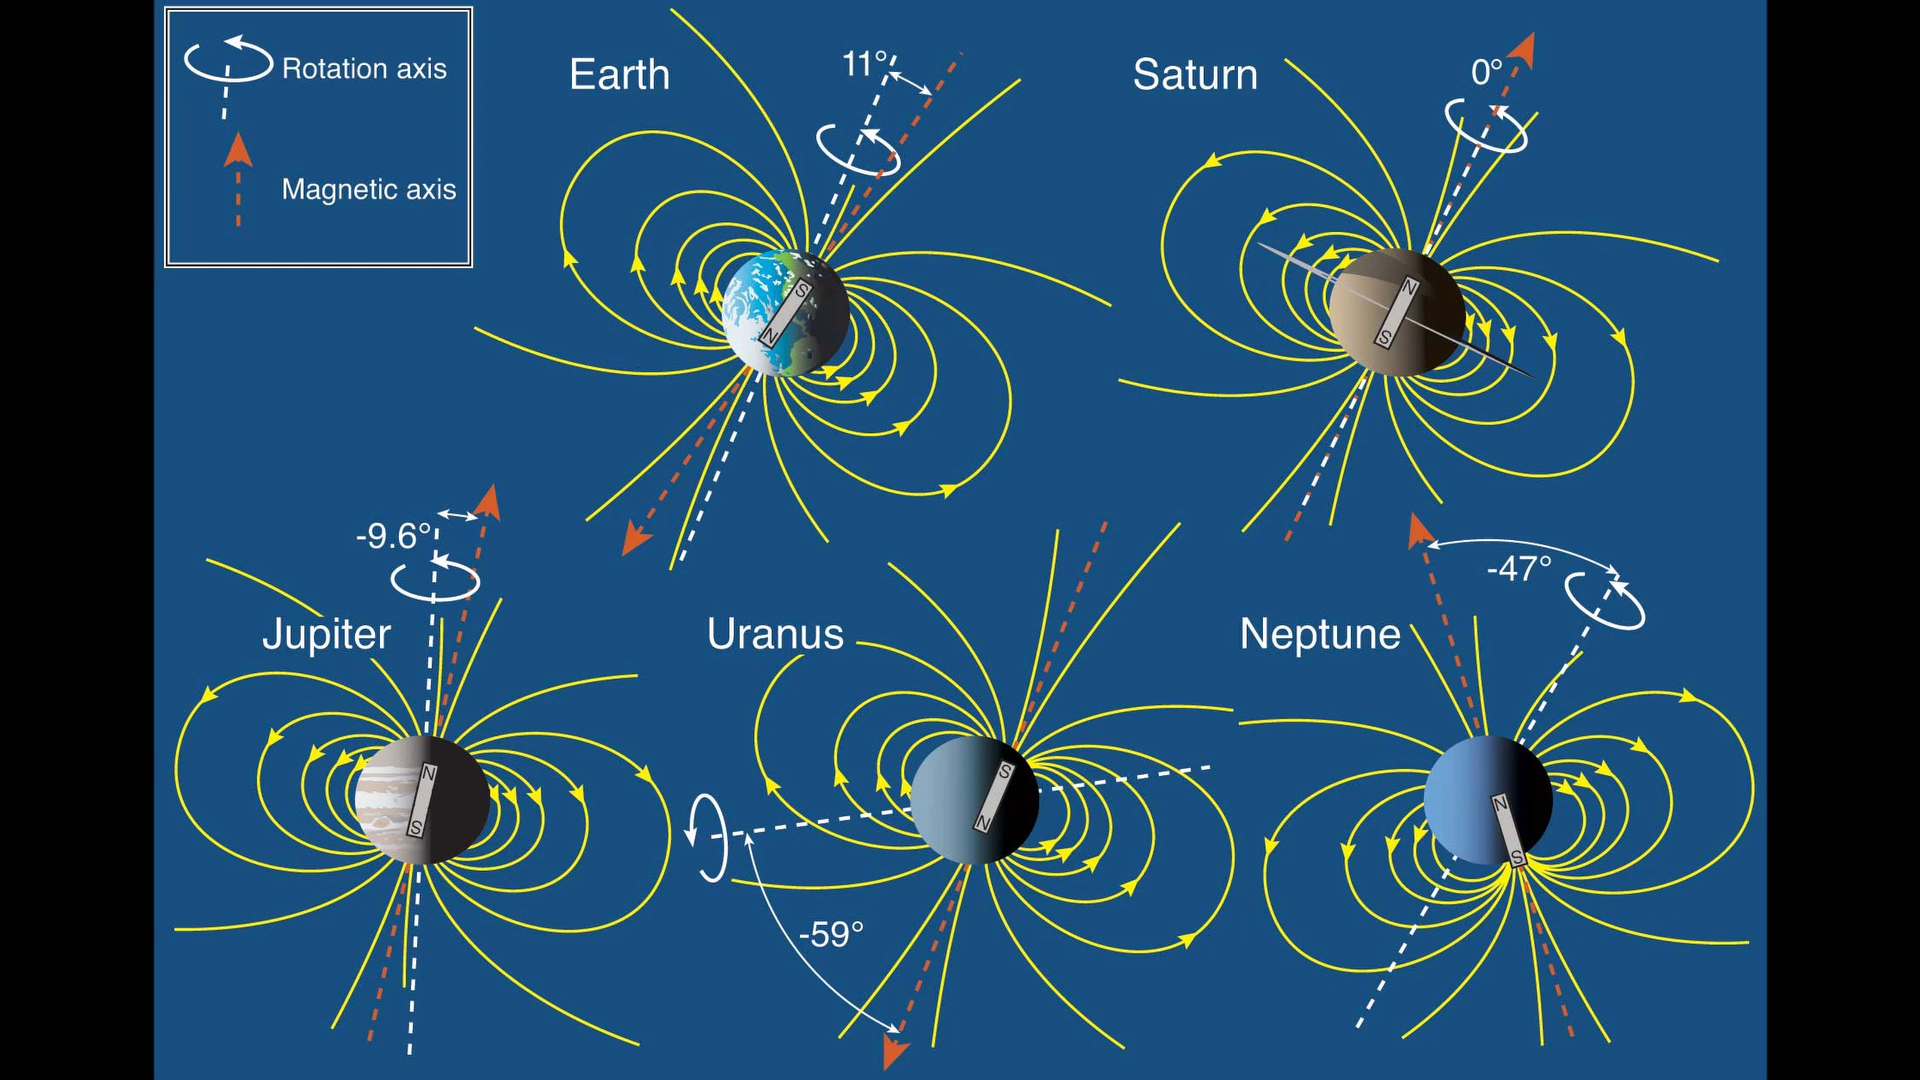 Rotation axis
Magnetic axis
Earth
11°
S
N
Saturn
0°
N
S
Jupiter
-9.6°
N
S
Uranus
-59°
S
N
Neptune
-47°
N
S